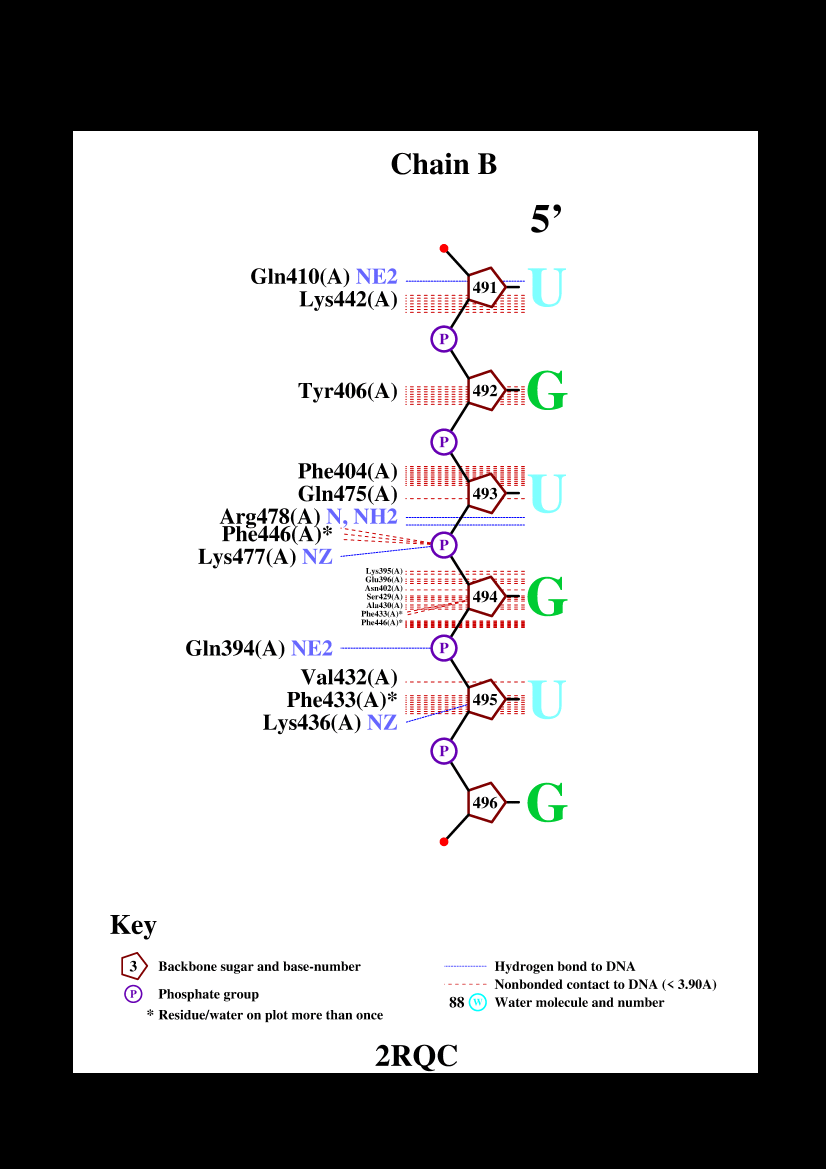 Chain B
5’
Gln410(A) NE2
491 U
Lys442(A)
P
Tyr406(A)
492 G
P
Phe404(A)
Gln475(A)
493 U
Arg478(A) N, NH2
Phe446(A)*
P
Lys477(A) NZ
Lys395(A)
Glu396(A)
Asn402(A)
Ser429(A)
494 G
Ala430(A)
Phe433(A)*
Phe446(A)*
Gln394(A) NE2
P
Val432(A)
Phe433(A)*
495 U
Lys436(A) NZ
P
496 G
Key
3 Backbone sugar and base-number
P Phosphate group
* Residue/water on plot more than once
Hydrogen bond to DNA
Nonbonded contact to DNA (< 3.90A)
88 W Water molecule and number
2RQC